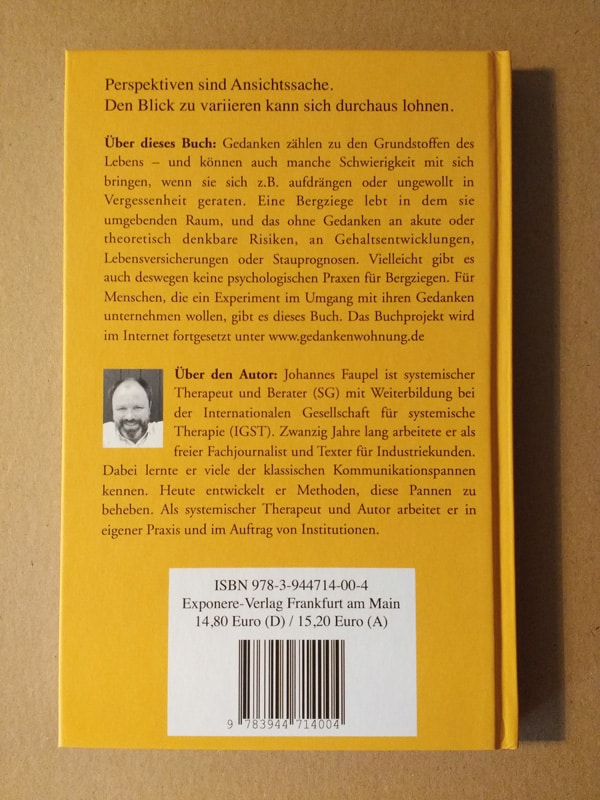 Perspektiven sind Ansichtssache.
Den Blick zu variieren kann sich durchaus lohnen.
Über dieses Buch: Gedanken zählen zu den Grundstoffen des
Lebens – und können auch manche Schwierigkeit mit sich
bringen, wenn sie sich z.B. aufdrängen oder ungewollt in
Vergessenheit geraten. Eine Bergziege lebt in dem sie
umgebenden Raum, und das ohne Gedanken an akute oder
theoretisch denkbare Risiken, an Gehaltsentwicklungen,
Lebensversicherungen oder Stauprognosen. Vielleicht gibt es
auch deswegen keine psychologischen Praxen für Bergziegen. Für
Menschen, die ein Experiment im Umgang mit ihren Gedanken
unternehmen wollen, gibt es dieses Buch. Das Buchprojekt wird
im Internet fortgesetzt unter www.gedankenwohnung.de
Über den Autor: Johannes Faupel ist systemischer
Therapeut und Berater (SG) mit Weiterbildung bei
der Internationalen Gesellschaft für systemische
Therapie (IGST). Zwanzig Jahre lang arbeitete er als
freier Fachjournalist und Texter für Industriekunden.
Dabei lernte er viele der klassischen Kommunikationspannen
kennen. Heute entwickelt er Methoden, diese Pannen zu
beheben. Als systemischer Therapeut und Autor arbeitet er in
eigener Praxis und im Auftrag von Institutionen.
ISBN 978-3-944714-00-4
Exponere-Verlag Frankfurt am Main
14,80 Euro (D) / 15,20 Euro (A)
9 783944 714004